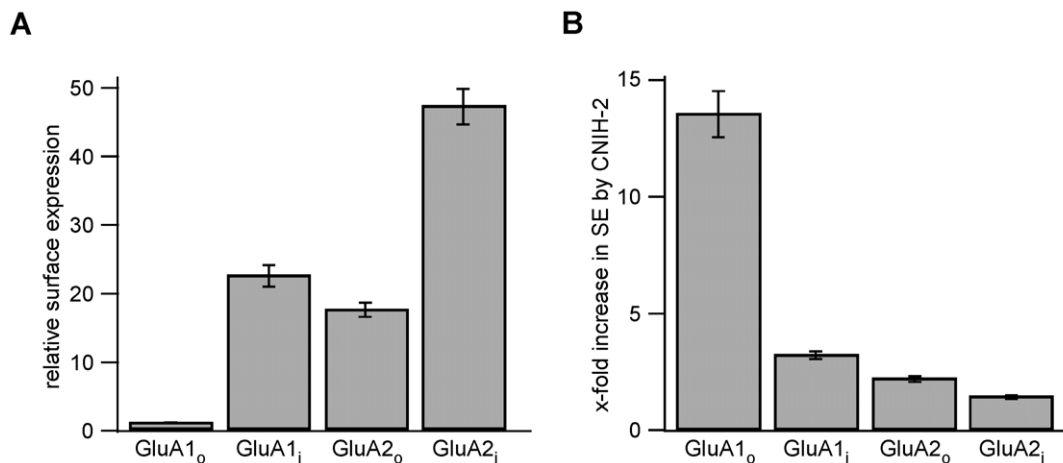 A
relative surface expression
50
40
30
20
10
0
GluA1o GluA1i GluA2o GluA2i
B
x-fold increase in SE by CNIH-2
15
10
5
0
GluA1o GluA1i GluA2o GluA2i